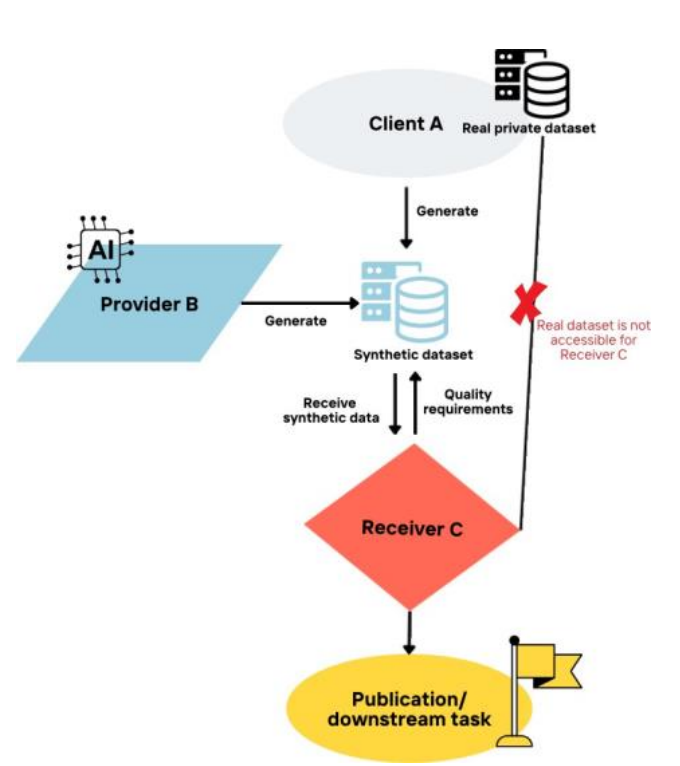 Client A
Real private dataset
Generate
AI
Provider B
Generate
Synthetic dataset
Real dataset is not
accessible for
Receiver C
Receive
synthetic data
Quality
requirements
Receiver C
Publication/
downstream task